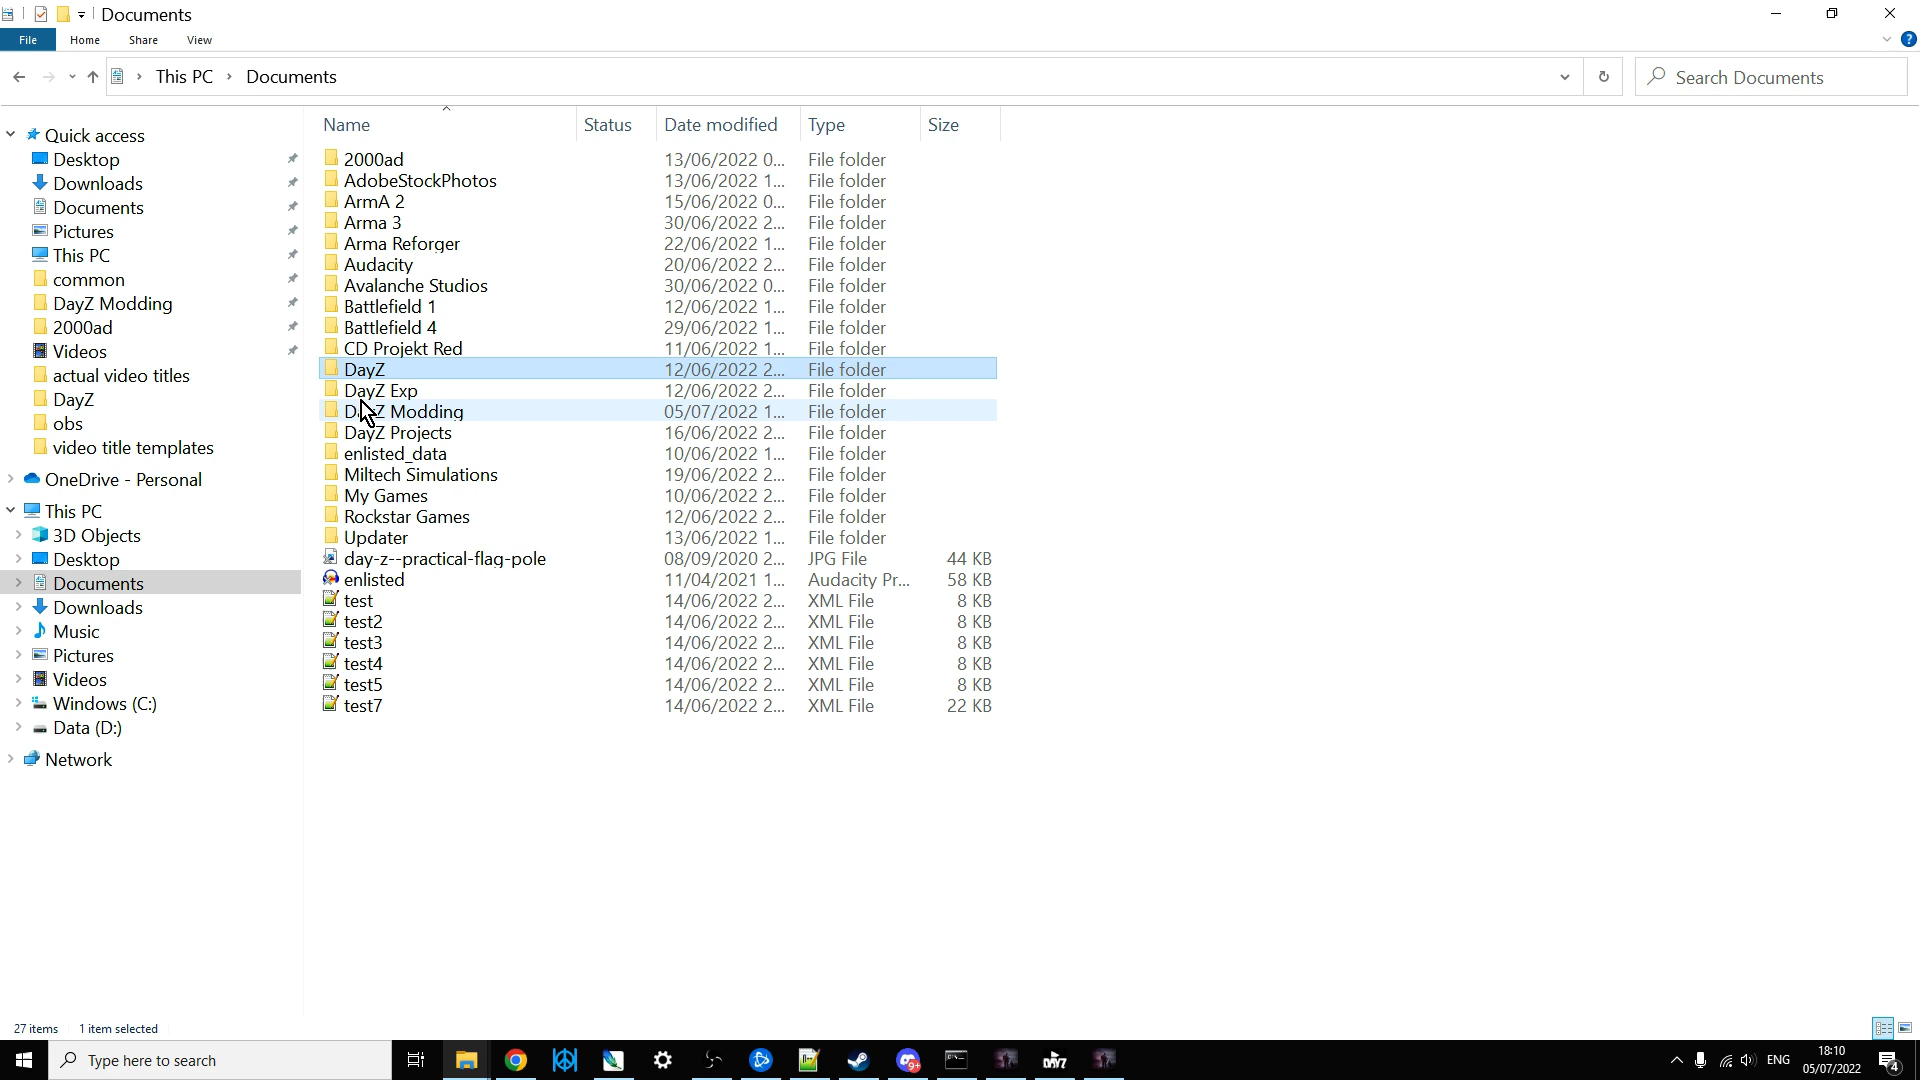 Documents
File Home Share View
This PC > Documents
Search Documents
Name Status Date modified Type Size
Quick access
Desktop
Downloads
Documents
Pictures
This PC
common
DayZ Modding
2000ad
Videos
actual video titles
DayZ
obs
video title templates
OneDrive - Personal
This PC
3D Objects
Desktop
Documents
Downloads
Music
Pictures
Videos
Windows (C:)
Data (D:)
Network
2000ad 13/06/2022 0... File folder
AdobeStockPhotos 13/06/2022 1... File folder
ArmA 2 15/06/2022 0... File folder
Arma 3 30/06/2022 2... File folder
Arma Reforger 22/06/2022 1... File folder
Audacity 20/06/2022 2... File folder
Avalanche Studios 30/06/2022 0... File folder
Battlefield 1 12/06/2022 1... File folder
Battlefield 4 29/06/2022 1... File folder
CD Projekt Red 11/06/2022 1... File folder
DayZ 12/06/2022 2... File folder
DayZ Exp 12/06/2022 2... File folder
DayZ Modding 05/07/2022 1... File folder
DayZ Projects 16/06/2022 2... File folder
enlisted_data 10/06/2022 1... File folder
Miltech Simulations 19/06/2022 2... File folder
My Games 10/06/2022 2... File folder
Rockstar Games 12/06/2022 2... File folder
Updater 13/06/2022 1... File folder
day-z--practical-flag-pole 08/09/2020 2... JPG File 44 KB
enlisted 11/04/2021 1... Audacity Pr... 58 KB
test 14/06/2022 2... XML File 8 KB
test2 14/06/2022 2... XML File 8 KB
test3 14/06/2022 2... XML File 8 KB
test4 14/06/2022 2... XML File 8 KB
test5 14/06/2022 2... XML File 8 KB
test7 14/06/2022 2... XML File 22 KB
27 items 1 item selected
Type here to search
DAYZ
ENG
18:10
05/07/2022
4